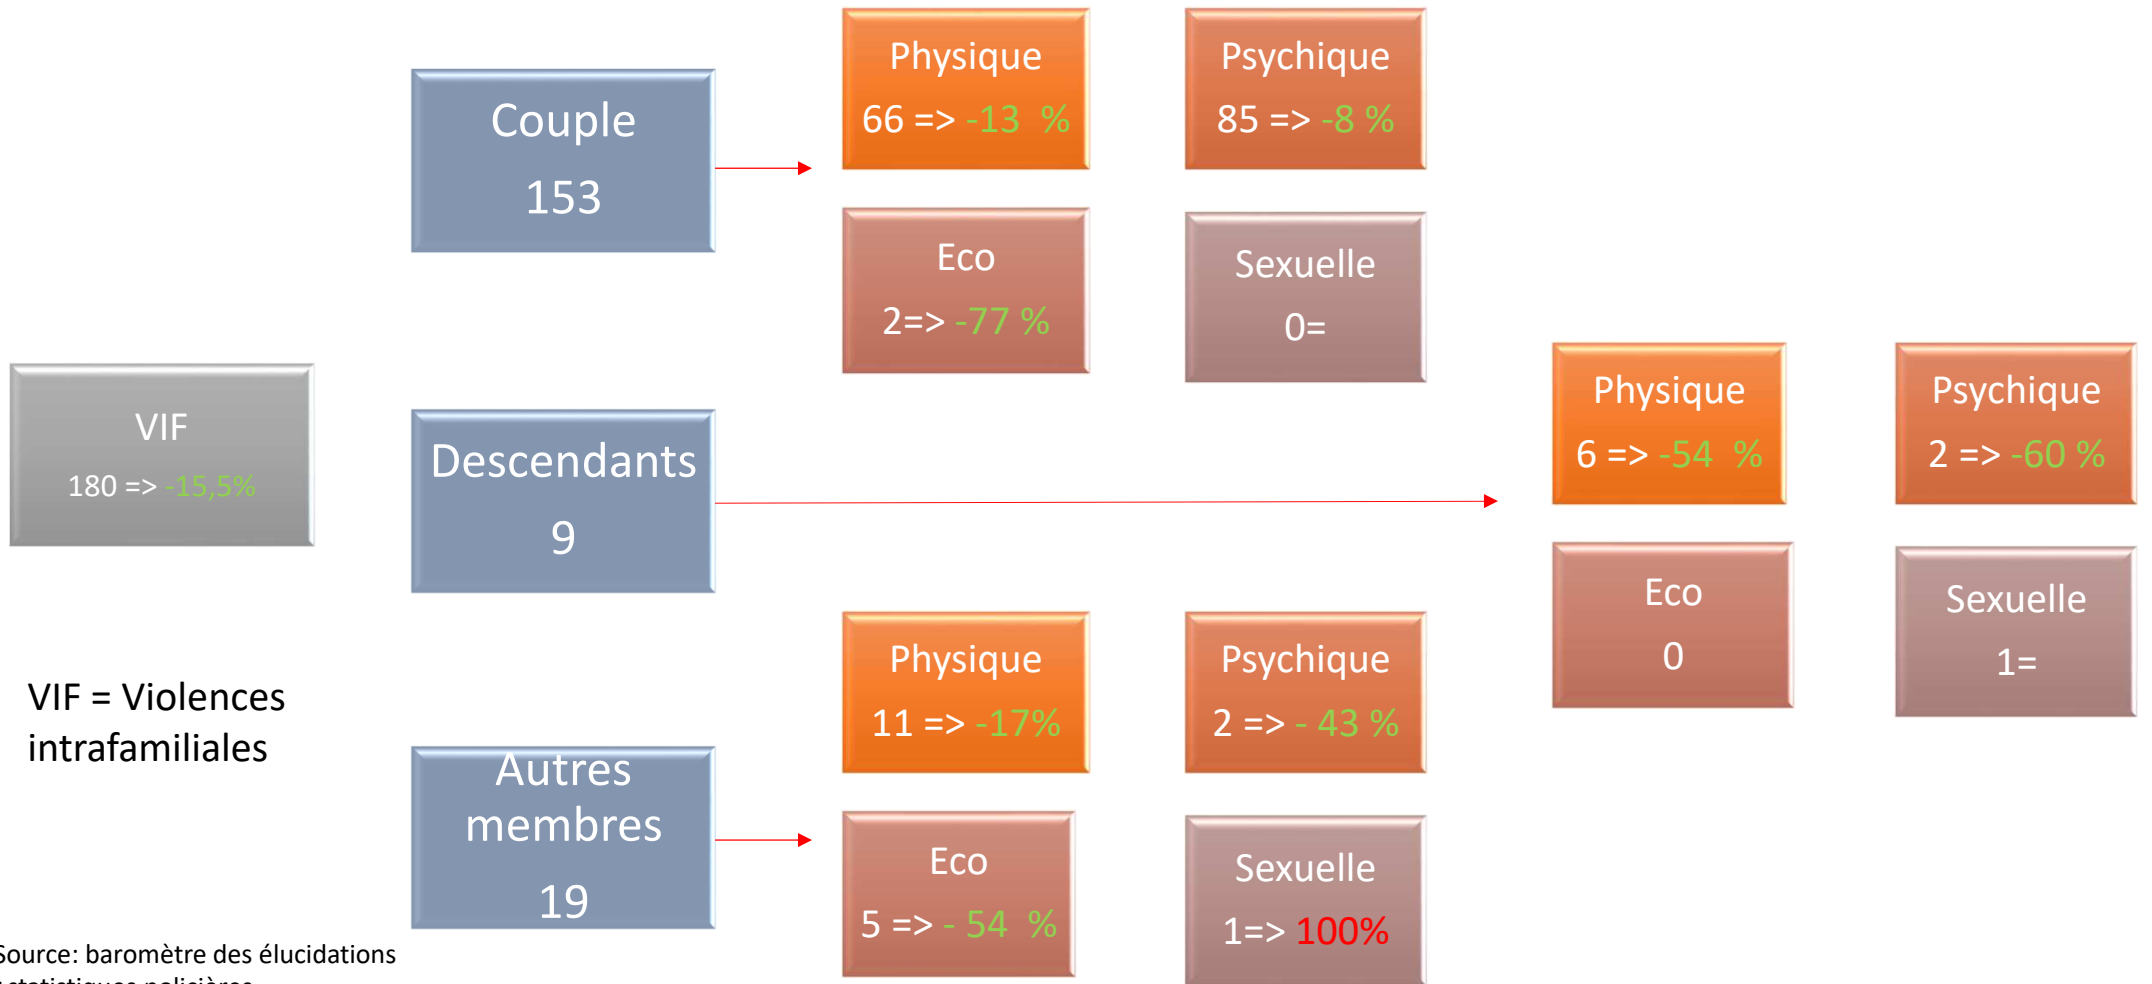 VIF
180 => -15,5%
VIF = Violences
intrafamiliales
Couple
153
Physique
66 => -13 %
Psychique
85 => -8 %
Eco
2=> -77 %
Sexuelle
0=
Descendants
9
Physique
6 => -54 %
Psychique
2 => -60 %
Eco
0
Sexuelle
1=
Autres
membres
19
Physique
11 => -17%
Psychique
2 => - 43 %
Eco
5 => - 54 %
Sexuelle
1=> 100%
Source: baromètre des élucidations
statistiques policières